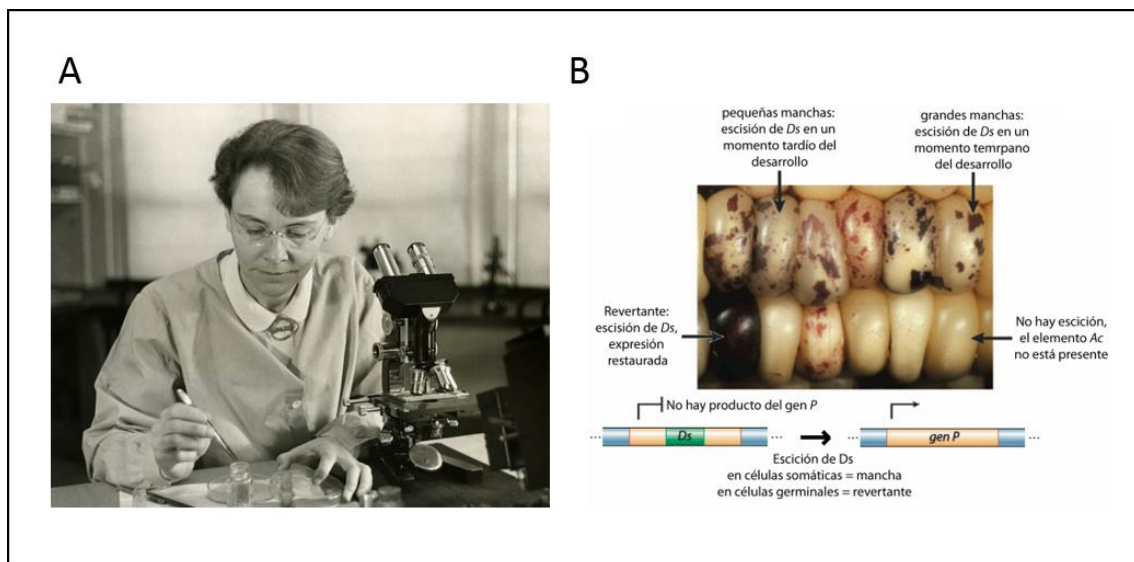 A
B
pequeñas manchas:
escisión de Ds en un
momento tardío del
desarrollo
grandes manchas:
escisión de Ds en un
momento temrpano
del desarrollo
Revertante:
escisión de Ds,
expresión
restaurada
No hay escición,
el elemento Ac
no está presente
No hay producto del gen P
... Ds ...
... gen P ...
Escición de Ds
en células somáticas = mancha
en células germinales = revertante